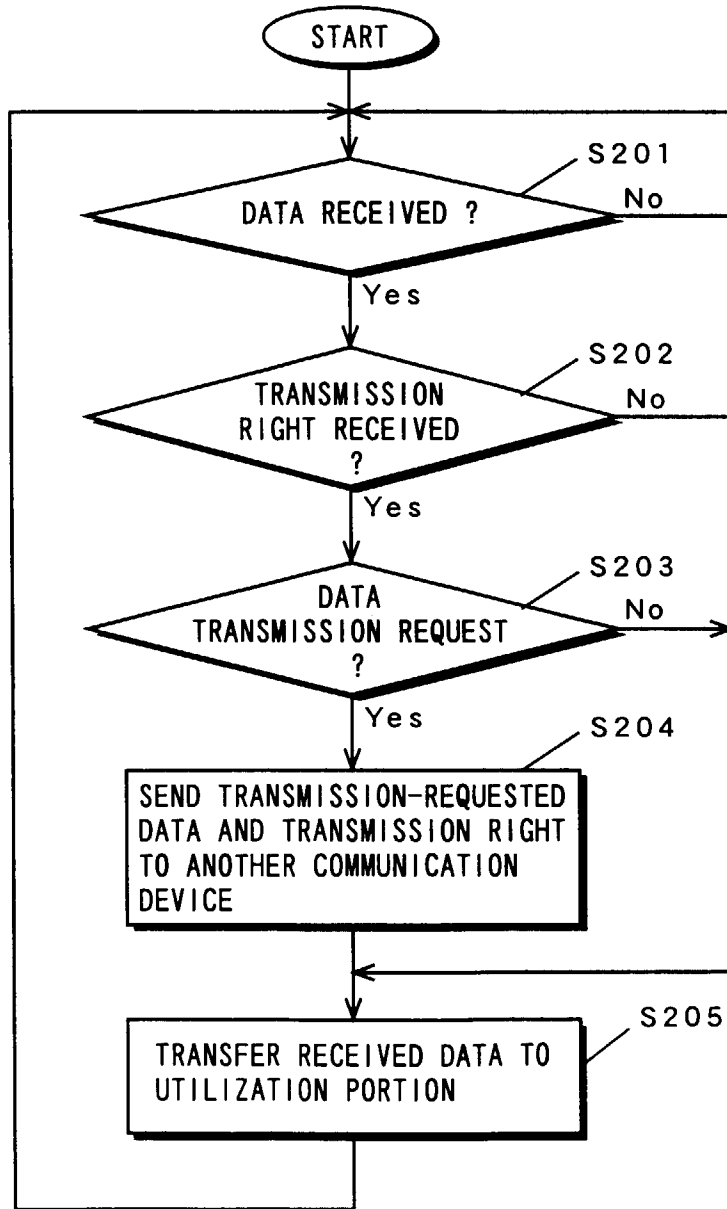 START
S201
DATA RECEIVED ?
No
Yes
S202
TRANSMISSION
RIGHT RECEIVED
?
No
Yes
S203
DATA
TRANSMISSION REQUEST
?
No
Yes
S204
SEND TRANSMISSION-REQUESTED
DATA AND TRANSMISSION RIGHT
TO ANOTHER COMMUNICATION
DEVICE
S205
TRANSFER RECEIVED DATA TO
UTILIZATION PORTION